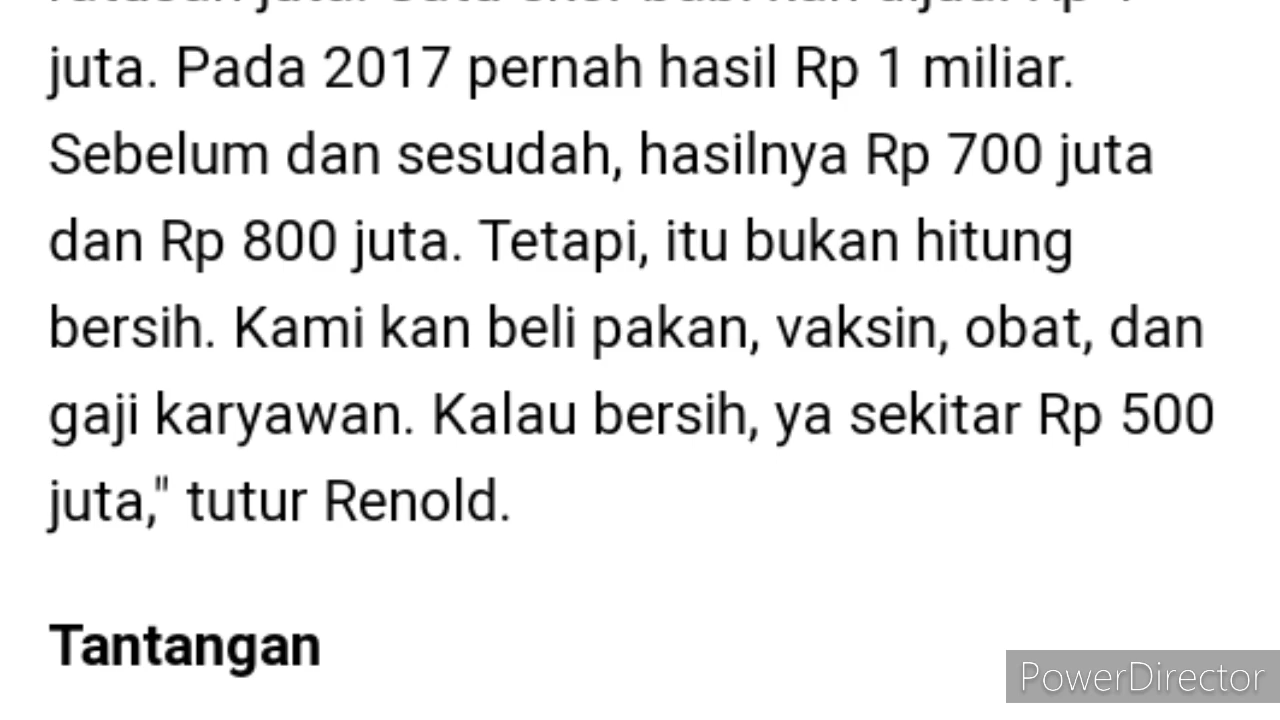 juta. Pada 2017 pernah hasil Rp 1 miliar.
Sebelum dan sesudah, hasilnya Rp 700 juta
dan Rp 800 juta. Tetapi, itu bukan hitung
bersih. Kami kan beli pakan, vaksin, obat, dan
gaji karyawan. Kalau bersih, ya sekitar Rp 500
juta," tutur Renold.
Tantangan
PowerDirector